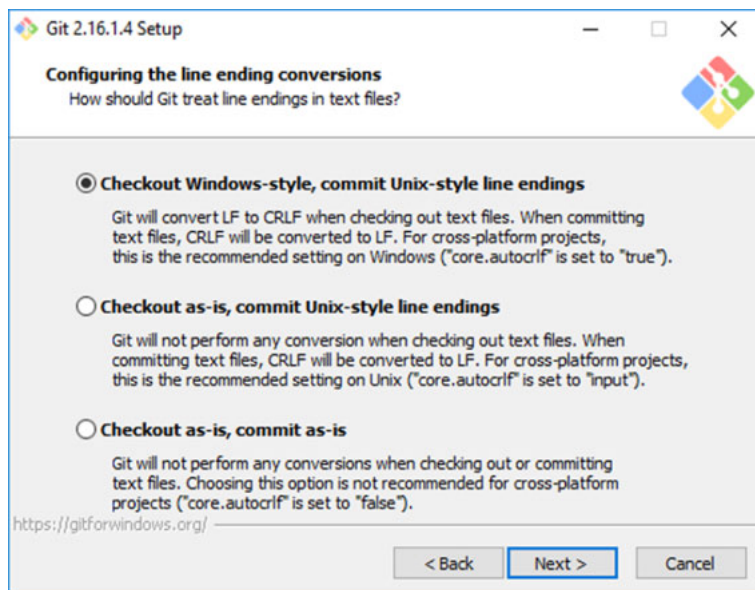 Git 2.16.1.4 Setup
Configuring the line ending conversions
How should Git treat line endings in text files?
Checkout Windows-style, commit Unix-style line endings
Git will convert LF to CRLF when checking out text files. When committing
text files, CRLF will be converted to LF. For cross-platform projects,
this is the recommended setting on Windows ("core.autocrlf" is set to "true").
Checkout as-is, commit Unix-style line endings
Git will not perform any conversion when checking out text files. When
committing text files, CRLF will be converted to LF. For cross-platform projects,
this is the recommended setting on Unix ("core.autocrlf" is set to "input").
Checkout as-is, commit as-is
Git will not perform any conversions when checking out or committing
text files. Choosing this option is not recommended for cross-platform
projects ("core.autocrlf" is set to "false").
https://gitforwindows.org/
< Back Next > Cancel